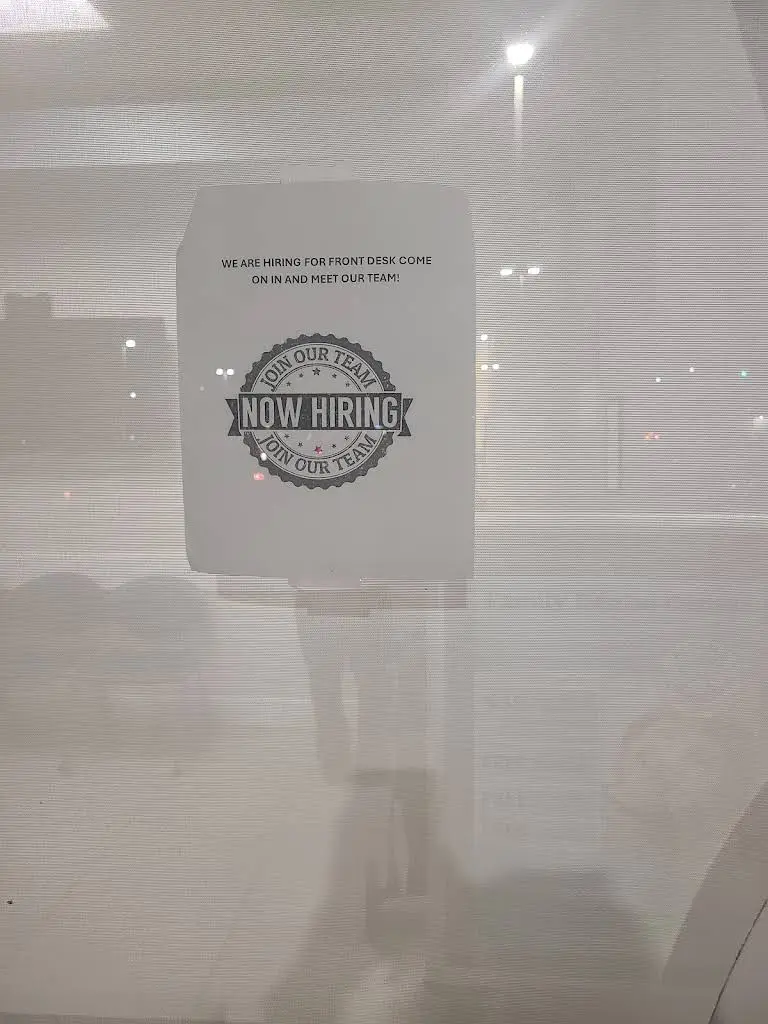 WE ARE HIRING FOR FRONT DESK COME
ON IN AND MEET OUR TEAM!
JOIN OUR TEAM
NOW HIRING
JOIN OUR TEAM